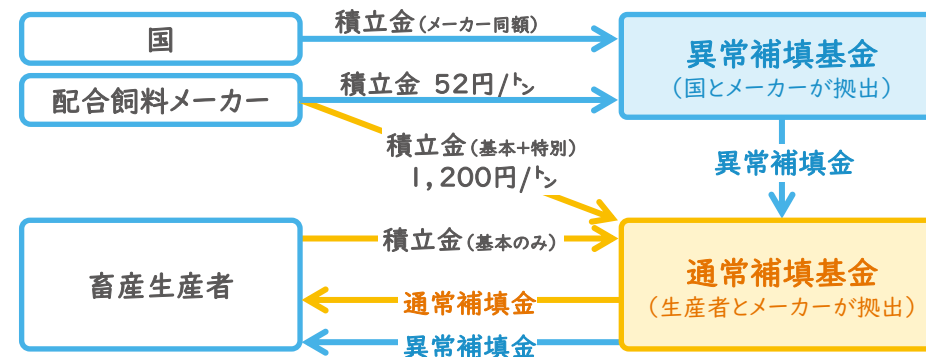 国
積立金(メーカー同額)
異常補填基金
(国とメーカーが拠出)
配合飼料メーカー
積立金 52円/㌧
積立金(基本+特別)
1,200円/㌧
異常補填金
畜産生産者
積立金(基本のみ)
通常補填基金
(生産者とメーカーが拠出)
通常補填金
異常補填金